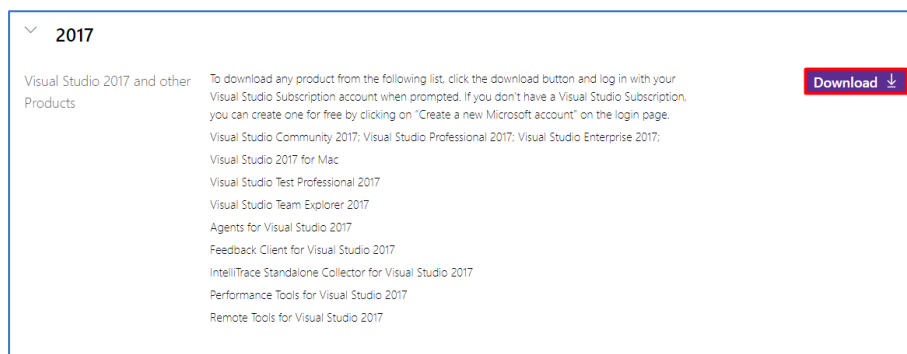 2017
Visual Studio 2017 and other
Products
To download any product from the following list, click the download button and log in with your
Visual Studio Subscription account when prompted. If you don't have a Visual Studio Subscription,
you can create one for free by clicking on "Create a new Microsoft account" on the login page.
Visual Studio Community 2017; Visual Studio Professional 2017; Visual Studio Enterprise 2017;
Visual Studio 2017 for Mac
Visual Studio Test Professional 2017
Visual Studio Team Explorer 2017
Agents for Visual Studio 2017
Feedback Client for Visual Studio 2017
IntelliTrace Standalone Collector for Visual Studio 2017
Performance Tools for Visual Studio 2017
Remote Tools for Visual Studio 2017
Download